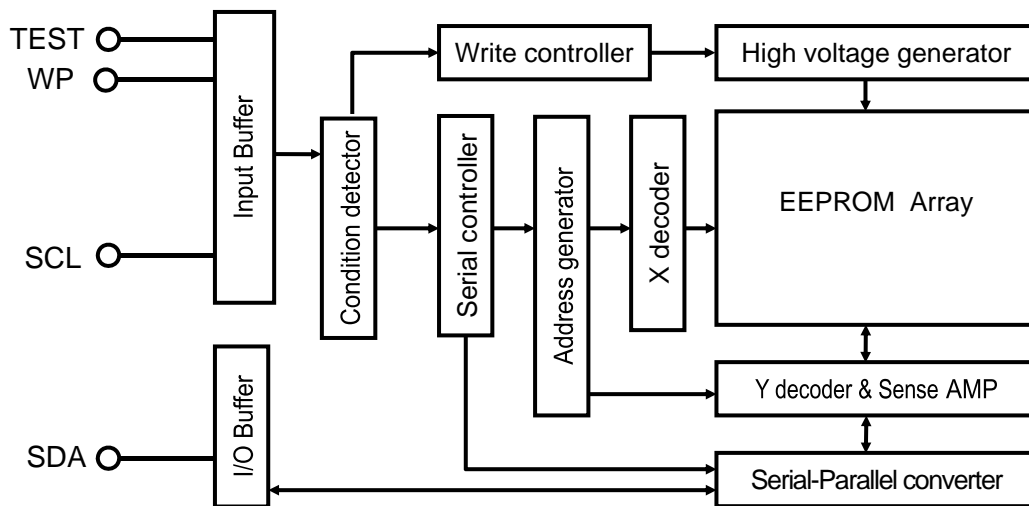 TEST
WP
SCL
SDA
Input Buffer
I/O Buffer
Condition detector
Write controller
Serial controller
Address generator
X decoder
High voltage generator
EEPROM Array
Y decoder & Sense AMP
Serial-Parallel converter